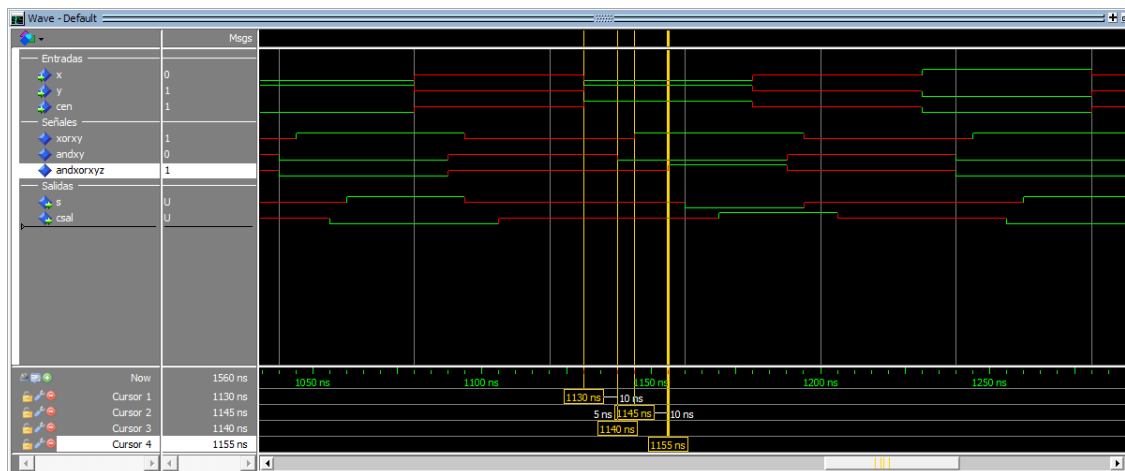 Wave - Default
Msgs
Entradas
x 0
y 1
cen 1
Señales
xorxy 1
andxy 0
andxorxyz 1
Salidas
s U
csal U
Now 1560 ns 1050 ns 1100 ns 1150 ns 1200 ns 1250 ns
Cursor 1 1130 ns 1130 ns 10 ns
Cursor 2 1145 ns 5 ns 1145 ns 10 ns
Cursor 3 1140 ns 1140 ns
Cursor 4 1155 ns 1155 ns